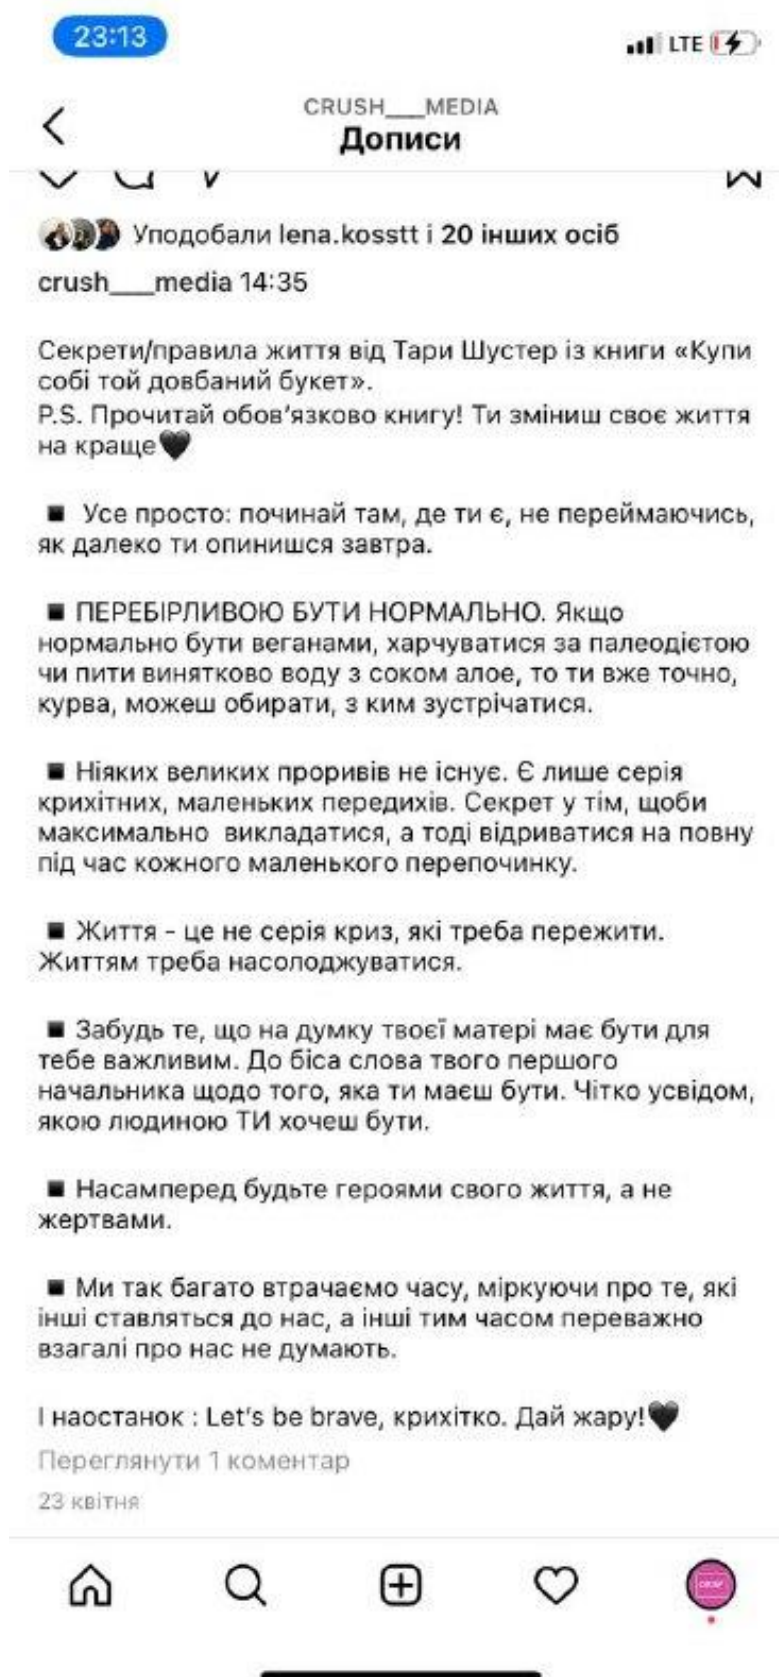 23:13
LTE
CRUSH___MEDIA
Дописи
Уподобали lena.kosstt і 20 інших осіб
crush___media 14:35
Секрети/правила життя від Тари Шустер із книги «Купи
собі той довбаний букет».
P.S. Прочитай обов’язково книгу! Ти зміниш своє життя
на краще🖤
◾ Усе просто: починай там, де ти є, не переймаючись,
як далеко ти опинишся завтра.
◾ ПЕРЕБІРЛИВОЮ БУТИ НОРМАЛЬНО. Якщо
нормально бути веганами, харчуватися за палеодієтою
чи пити винятково воду з соком алое, то ти вже точно,
курва, можеш обирати, з ким зустрічатися.
◾ Ніяких великих проривів не існує. Є лише серія
крихітних, маленьких передихів. Секрет у тім, щоби
максимально викладатися, а тоді відриватися на повну
під час кожного маленького перепочинку.
◾ Життя - це не серія криз, які треба пережити.
Життям треба насолоджуватися.
◾ Забудь те, що на думку твоєї матері має бути для
тебе важливим. До біса слова твого першого
начальника щодо того, яка ти маєш бути. Чітко усвідом,
якою людиною ТИ хочеш бути.
◾ Насамперед будьте героями свого життя, а не
жертвами.
◾ Ми так багато втрачаємо часу, міркуючи про те, які
інші ставляться до нас, а інші тим часом переважно
взагалі про нас не думають.
І наостанок : Let’s be brave, крихітко. Дай жару!🖤
Переглянути 1 коментар
23 квітня